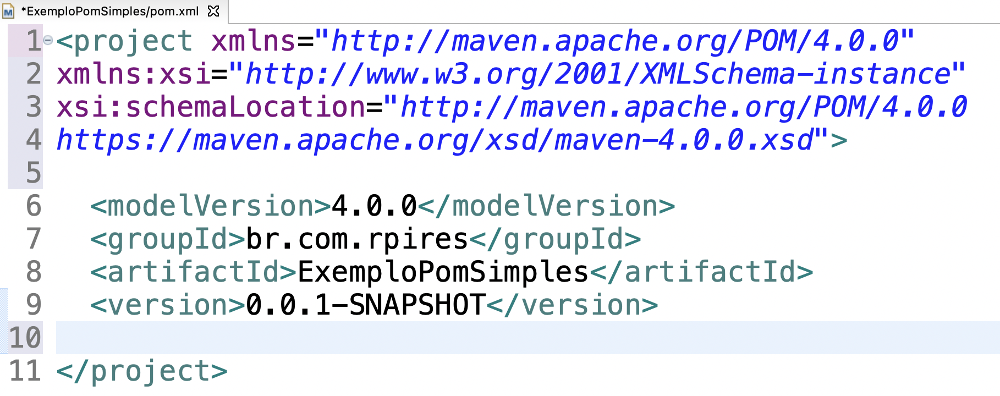 *ExemploPomSimples/pom.xml
1 <project xmlns="http://maven.apache.org/POM/4.0.0"
2 xmlns:xsi="http://www.w3.org/2001/XMLSchema-instance"
3 xsi:schemaLocation="http://maven.apache.org/POM/4.0.0
4 https://maven.apache.org/xsd/maven-4.0.0.xsd">
5
6 <modelVersion>4.0.0</modelVersion>
7 <groupId>br.com.rpires</groupId>
8 <artifactId>ExemploPomSimples</artifactId>
9 <version>0.0.1-SNAPSHOT</version>
10
11 </project>